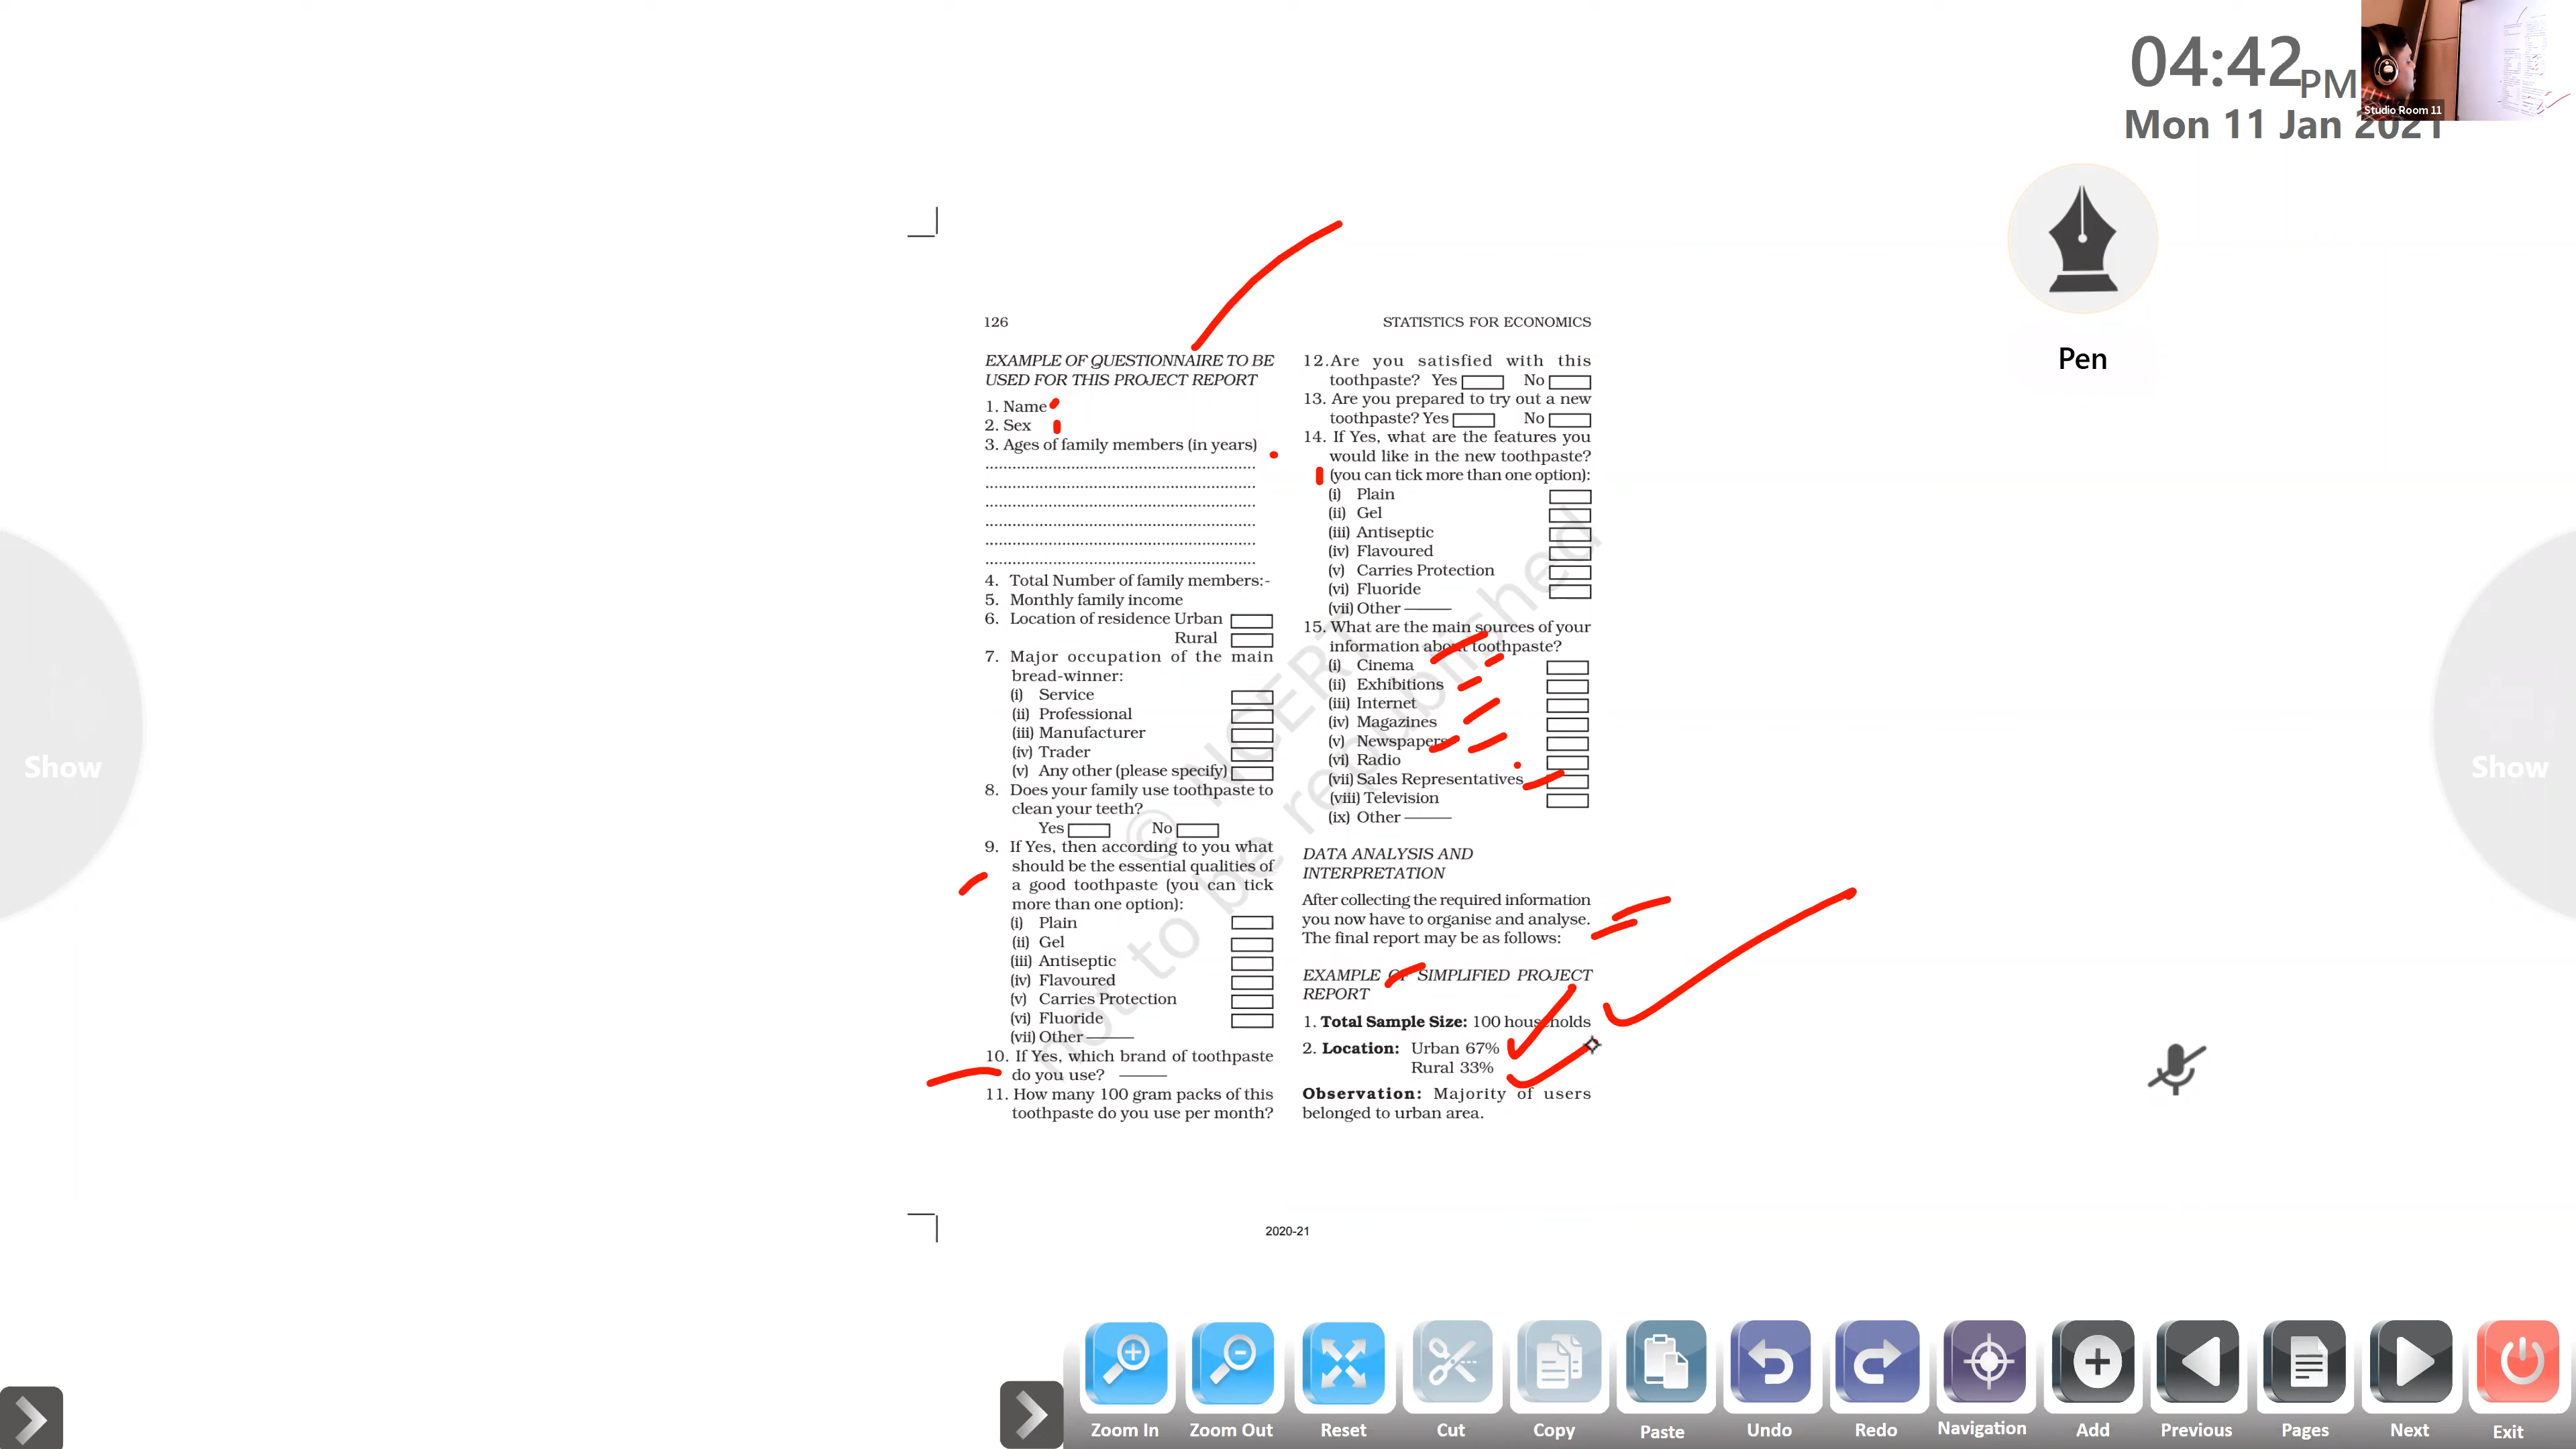 04:42 PM
Mon 11 Jan 2021
Studio Room 11
Pen
126
STATISTICS FOR ECONOMICS
EXAMPLE OF QUESTIONNAIRE TO BE
USED FOR THIS PROJECT REPORT
1. Name
2. Sex
3. Ages of family members (in years)
..........................................................
..........................................................
..........................................................
..........................................................
..........................................................
..........................................................
4. Total Number of family members:-
5. Monthly family income
6. Location of residence Urban
Rural
7. Major occupation of the main
bread-winner:
(i) Service
(ii) Professional
(iii) Manufacturer
(iv) Trader
(v) Any other (please specify)
8. Does your family use toothpaste to
clean your teeth?
Yes No
9. If Yes, then according to you what
should be the essential qualities of
a good toothpaste (you can tick
more than one option):
(i) Plain
(ii) Gel
(iii) Antiseptic
(iv) Flavoured
(v) Carries Protection
(vi) Fluoride
(vii) Other ———
10. If Yes, which brand of toothpaste
do you use? ———
11. How many 100 gram packs of this
toothpaste do you use per month?
12.Are you satisfied with this
toothpaste? Yes No
13. Are you prepared to try out a new
toothpaste? Yes No
14. If Yes, what are the features you
would like in the new toothpaste?
(you can tick more than one option):
(i) Plain
(ii) Gel
(iii) Antiseptic
(iv) Flavoured
(v) Carries Protection
(vi) Fluoride
(vii) Other ———
15. What are the main sources of your
information about toothpaste?
(i) Cinema
(ii) Exhibitions
(iii) Internet
(iv) Magazines
(v) Newspapers
(vi) Radio
(vii) Sales Representatives
(viii) Television
(ix) Other ———
DATA ANALYSIS AND
INTERPRETATION
After collecting the required information
you now have to organise and analyse.
The final report may be as follows:
EXAMPLE OF SIMPLIFIED PROJECT
REPORT
1. Total Sample Size: 100 households
2. Location: Urban 67%
Rural 33%
Observation: Majority of users
belonged to urban area.
© NCERT
not to be republished
2020-21
Show
Show
Zoom In Zoom Out Reset Cut Copy Paste Undo Redo Navigation Add Previous Pages Next Exit